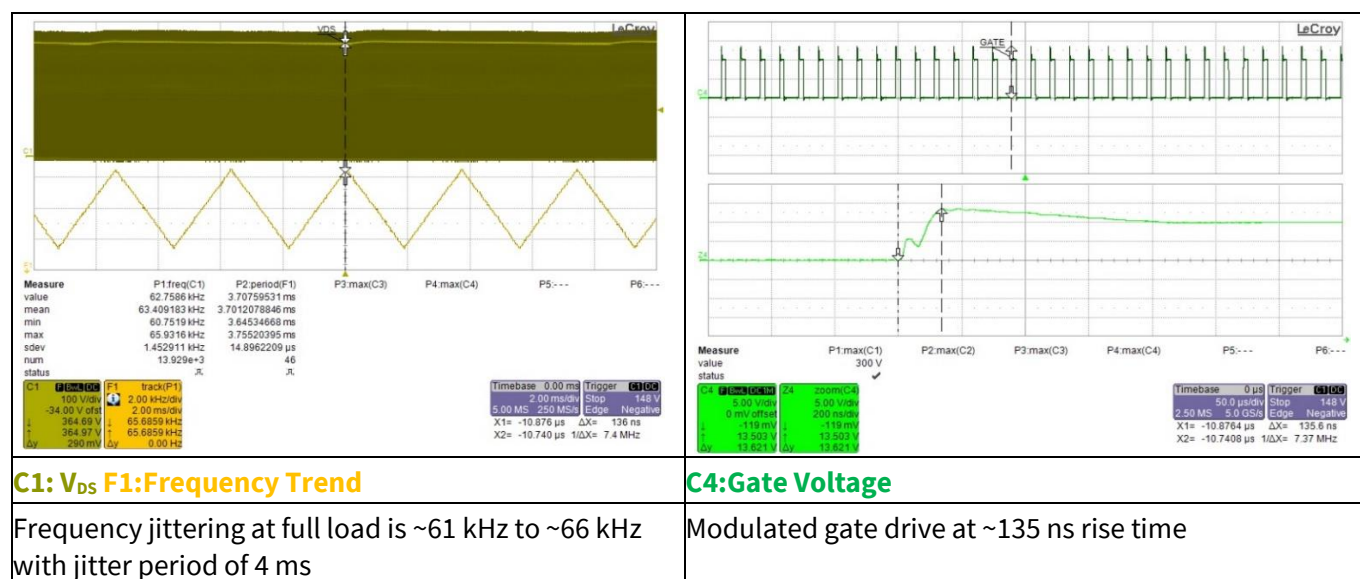 VDS
LeCroy
C1
F1
Measure P1:freq(C1) P2:period(F1) P3:max(C3) P4:max(C4) P5:- - - P6:- - -
value 62.7586 kHz 3.70759531 ms
mean 63.409183 kHz 3.7012078846 ms
min 60.7519 kHz 3.64534668 ms
max 65.9316 kHz 3.75520395 ms
sdev 1.452911 kHz 14.8962209 µs
num 13.929e+3 46
status
C1 F BwL DC F1 track(P1)
100 V/div 2.00 kHz/div
-34.00 V ofst 2.00 ms/div
↓ 364.69 V ↓ 65.6859 kHz
↑ 364.97 V ↑ 65.6859 kHz
Δy 290 mV Δy 0.00 Hz
Timebase 0.00 ms Trigger C1 DC
2.00 ms/div Stop 148 V
5.00 MS 250 MS/s Edge Negative
X1= -10.876 µs ΔX= 136 ns
X2= -10.740 µs 1/ΔX= 7.4 MHz
GATE
LeCroy
C4
Z4
Measure P1:max(C1) P2:max(C2) P3:max(C3) P4:max(C4) P5:- - - P6:- - -
value 300 V
status ✓
C4 F BwL DC1M Z4 zoom(C4)
5.00 V/div 5.00 V/div
0 mV offset 200 ns/div
↓ -119 mV ↓ -119 mV
↑ 13.503 V ↑ 13.503 V
Δy 13.621 V Δy 13.621 V
Timebase 0 µs Trigger C1 DC
50.0 µs/div Stop 148 V
2.50 MS 5.0 GS/s Edge Negative
X1= -10.8764 µs ΔX= 135.6 ns
X2= -10.7408 µs 1/ΔX= 7.37 MHz
C1: VDS F1:Frequency Trend
C4:Gate Voltage
Frequency jittering at full load is ~61 kHz to ~66 kHz
with jitter period of 4 ms
Modulated gate drive at ~135 ns rise time